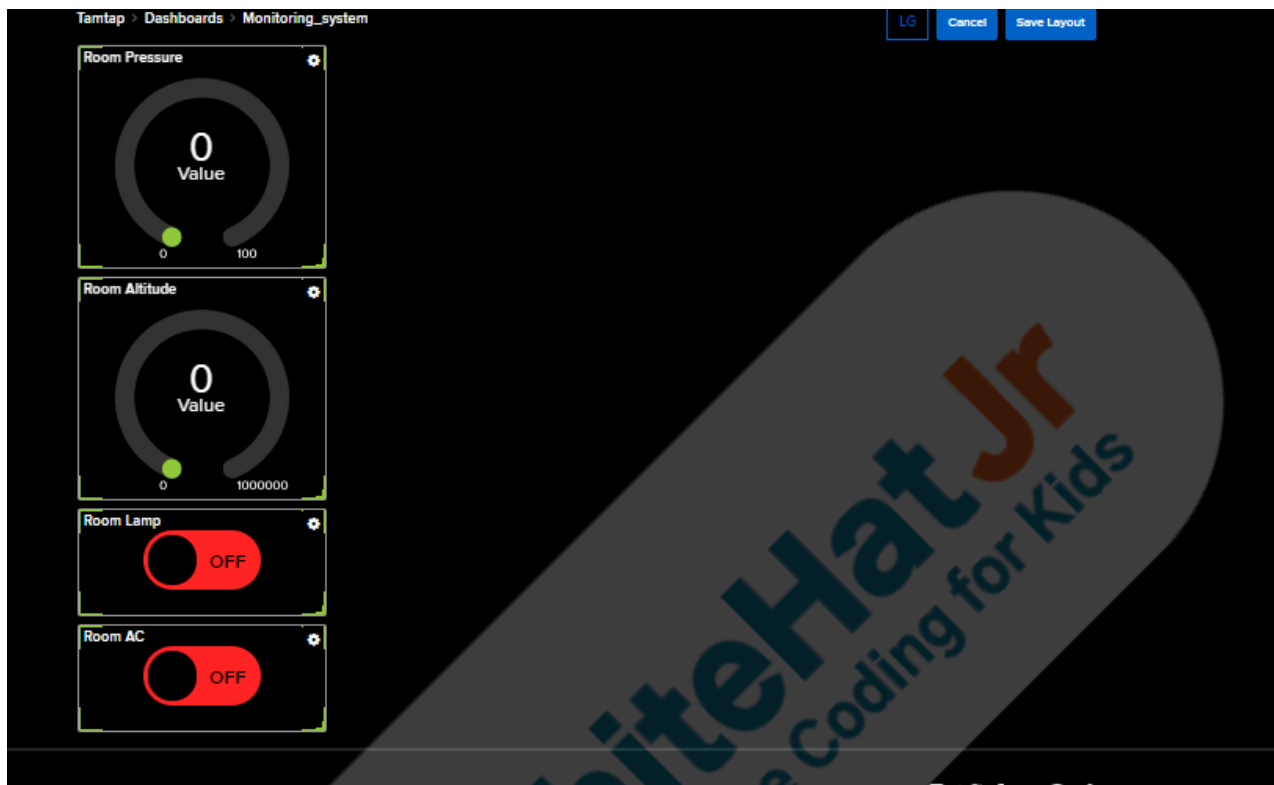 Tamtap > Dashboards > Monitoring_system
LG
Cancel
Save Layout
Room Pressure
0
Value
0
100
Room Altitude
0
Value
0
1000000
Room Lamp
OFF
Room AC
OFF
iteHat Jr
Coding for Kids